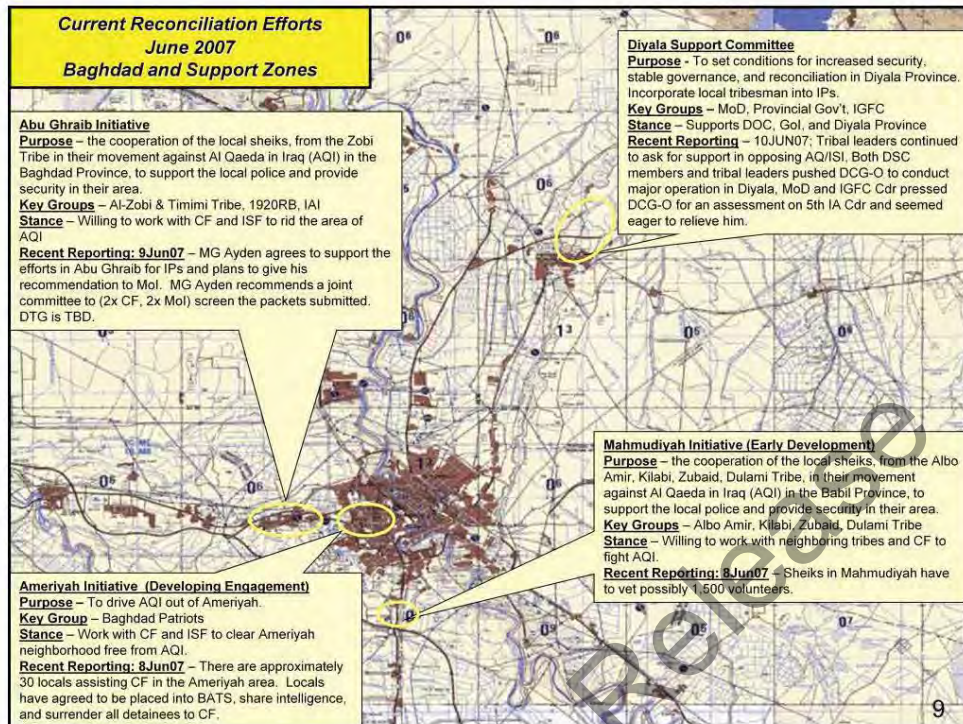 Current Reconciliation Efforts
June 2007
Baghdad and Support Zones
Abu Ghraib Initiative
Purpose – the cooperation of the local sheiks, from the Zobi
Tribe in their movement against Al Qaeda in Iraq (AQI) in the
Baghdad Province, to support the local police and provide
security in their area.
Key Groups – Al-Zobi & Timimi Tribe, 1920RB, IAI
Stance – Willing to work with CF and ISF to rid the area of
AQI
Recent Reporting: 9Jun07 – MG Ayden agrees to support the
efforts in Abu Ghraib for IPs and plans to give his
recommendation to MoI.  MG Ayden recommends a joint
committee to (2x CF, 2x MoI) screen the packets submitted.
DTG is TBD.
Diyala Support Committee
Purpose - To set conditions for increased security,
stable governance, and reconciliation in Diyala Province.
Incorporate local tribesman into IPs.
Key Groups – MoD, Provincial Gov't, IGFC
Stance – Supports DOC, GoI, and Diyala Province
Recent Reporting – 10JUN07; Tribal leaders continued
to ask for support in opposing AQ/ISI. Both DSC
members and tribal leaders pushed DCG-O to conduct
major operation in Diyala, MoD and IGFC Cdr pressed
DCG-O for an assessment on 5th IA Cdr and seemed
eager to relieve him.
Mahmudiyah Initiative (Early Development)
Purpose – the cooperation of the local sheiks, from the Albo
Amir, Kilabi, Zubaid, Dulami Tribe, in their movement
against Al Qaeda in Iraq (AQI) in the Babil Province, to
support the local police and provide security in their area.
Key Groups – Albo Amir, Kilabi, Zubaid, Dulami Tribe
Stance – Willing to work with neighboring tribes and CF to
fight AQI.
Recent Reporting: 8Jun07 – Sheiks in Mahmudiyah have
to vet possibly 1,500 volunteers.
Ameriyah Initiative  (Developing Engagement)
Purpose – To drive AQI out of Ameriyah.
Key Group – Baghdad Patriots
Stance – Work with CF and ISF to clear Ameriyah
neighborhood free from AQI.
Recent Reporting: 8Jun07 – There are approximately
30 locals assisting CF in the Ameriyah area.  Locals
have agreed to be placed into BATS, share intelligence,
and surrender all detainees to CF.
Release
9